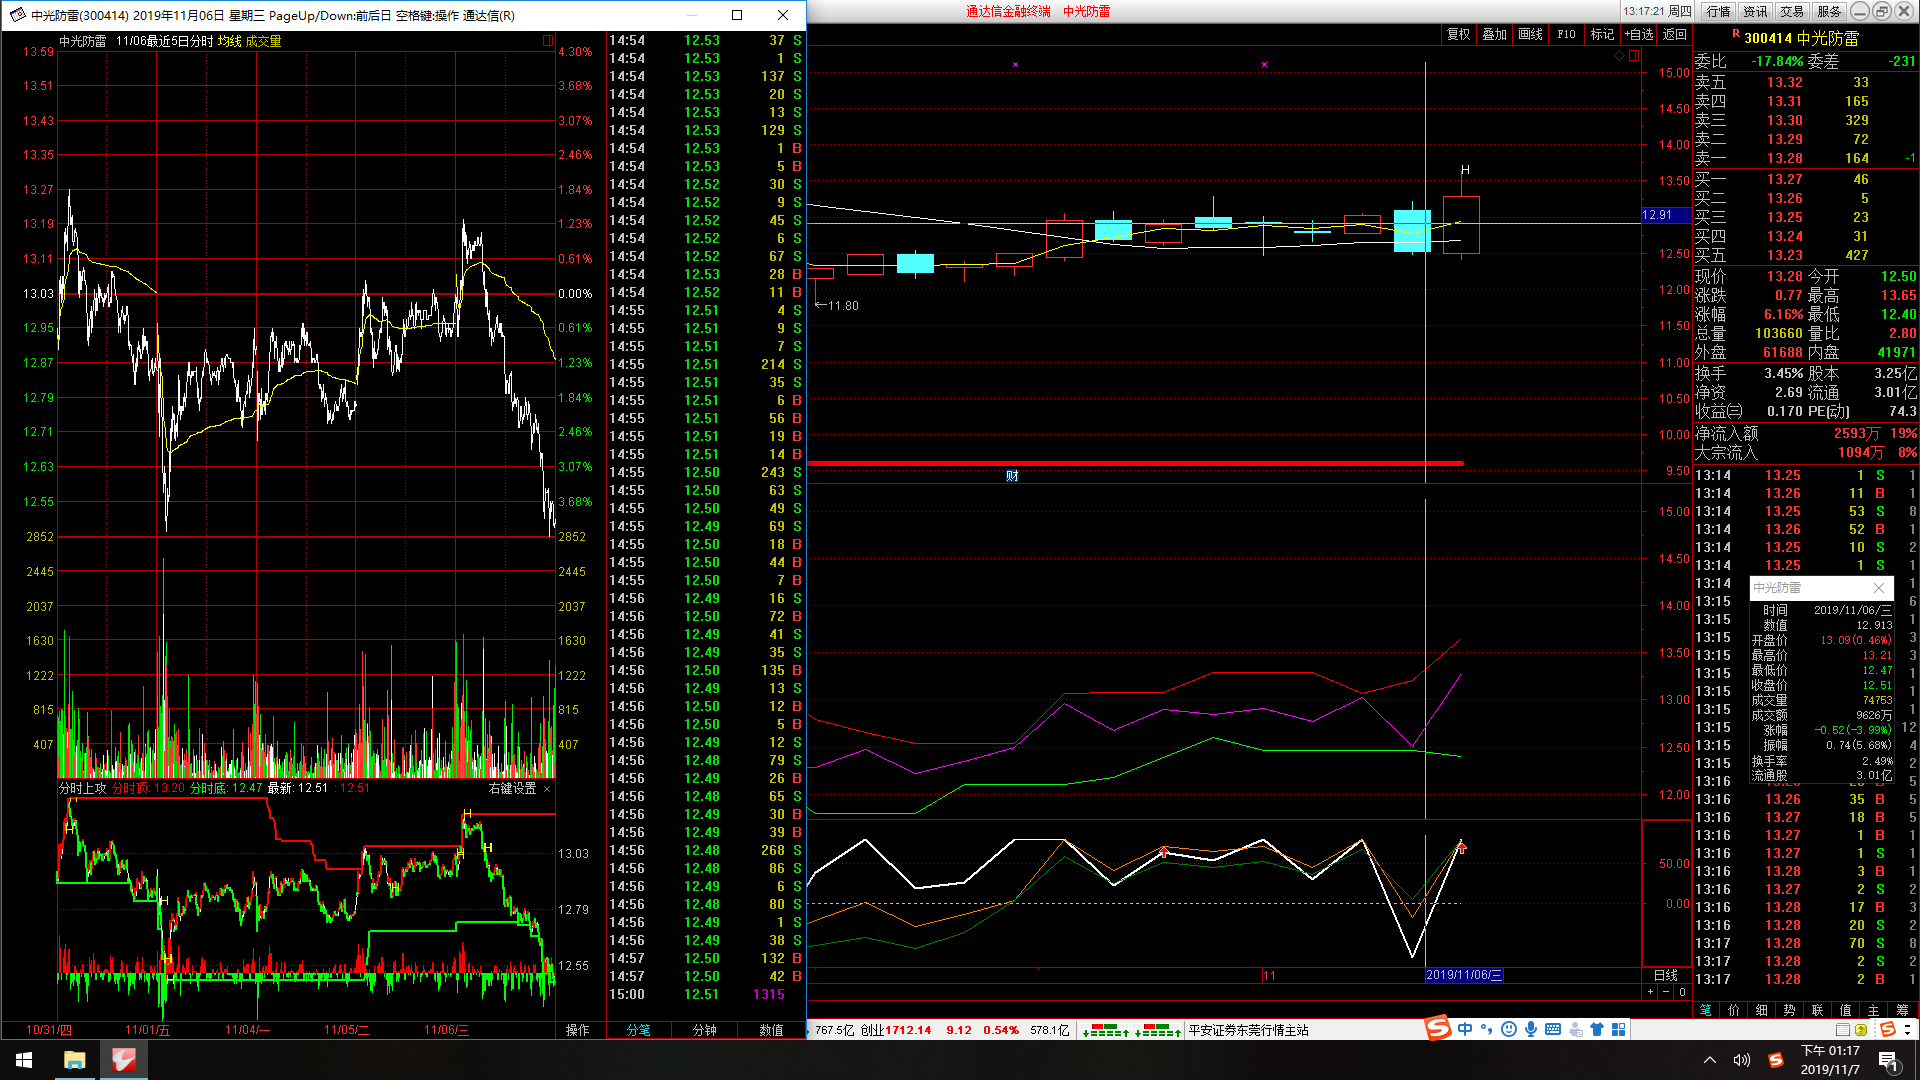 中光防雷(300414) 2019年11月06日 星期三 PageUp/Down:前后日 空格键:操作 通达信(R)
中光防雷 11/06最近5日分时 均线 成交量
13.59 4.30%
13.51 3.68%
13.43 3.07%
13.35 2.46%
13.27 1.84%
13.19 1.23%
13.11 0.61%
13.03 0.00%
12.95 0.61%
12.87 1.23%
12.79 1.84%
12.71 2.46%
12.63 3.07%
12.55 3.68%
2852 2852
2445 2445
2037 2037
1630 1630
1222 1222
815 815
407 407
分时上攻 分时顶: 13.20 分时底: 12.47 最新: 12.51 : 12.51 右键设置 ×
13.03
12.79
12.55
10/31/四 11/01/五 11/04/一 11/05/二 11/06/三 操作
14:54 12.53 37 S
14:54 12.53 1 S
14:54 12.53 137 S
14:54 12.53 20 S
14:54 12.53 13 S
14:54 12.53 129 S
14:54 12.53 1 B
14:54 12.53 5 B
14:54 12.52 30 S
14:54 12.52 9 S
14:54 12.52 45 S
14:54 12.52 6 S
14:54 12.52 67 S
14:54 12.53 28 B
14:54 12.52 11 B
14:55 12.51 4 S
14:55 12.51 9 S
14:55 12.51 7 S
14:55 12.51 214 S
14:55 12.51 35 S
14:55 12.51 6 B
14:55 12.51 56 B
14:55 12.51 19 B
14:55 12.51 14 B
14:55 12.50 243 S
14:55 12.50 63 S
14:55 12.50 49 S
14:55 12.49 69 S
14:55 12.50 18 B
14:55 12.50 44 B
14:55 12.50 7 B
14:56 12.49 16 S
14:56 12.50 72 B
14:56 12.49 41 S
14:56 12.49 35 S
14:56 12.50 135 B
14:56 12.49 13 S
14:56 12.50 12 B
14:56 12.50 5 B
14:56 12.49 12 S
14:56 12.48 79 S
14:56 12.49 26 B
14:56 12.48 65 S
14:56 12.49 30 B
14:56 12.49 39 B
14:56 12.48 268 S
14:56 12.48 86 S
14:56 12.49 6 S
14:56 12.48 80 S
14:56 12.49 1 S
14:56 12.49 38 S
14:57 12.50 132 B
14:57 12.50 42 B
15:00 12.51 1315
分笔 分钟 数值
通达信金融终端 中光防雷
13:17:21 周四 行情 资讯 交易 服务
复权 叠加 画线 F10 标记 +自选 返回
15.00
14.50
14.00
13.50
12.91
12.50
12.00
11.50
11.00
10.50
10.00
9.50
H
←11.80
财
15.00
14.50
14.00
13.50
13.00
12.50
12.00
50.00
0.00
11 2019/11/06/三 日线
+ - 0
R 300414 中光防雷
委比 -17.84% 委差 -231
卖五 13.32 33
卖四 13.31 165
卖三 13.30 329
卖二 13.29 72
卖一 13.28 164 -1
买一 13.27 46
买二 13.26 5
买三 13.25 23
买四 13.24 31
买五 13.23 427
现价 13.28 今开 12.50
涨跌 0.77 最高 13.65
涨幅 6.16% 最低 12.40
总量 103660 量比 2.80
外盘 61688 内盘 41971
换手 3.45% 股本 3.25亿
净资 2.69 流通 3.01亿
收益㈢ 0.170 PE(动) 74.3
净流入额 2593万 19%
大宗流入 1094万 8%
13:14 13.25 1 S 1
13:14 13.26 11 B 1
13:14 13.25 53 S 8
13:14 13.26 52 B 1
13:14 13.25 10 S 2
13:14 13.25 1 S 1
13:14 1
13:15 6
13:15 1
13:15 3
13:15 3
13:15 1
13:15 1
13:15 1
13:15 12
13:15 4
13:15 2
13:16 5
13:16 13.26 35 B 5
13:16 13.27 18 B 5
13:16 13.27 1 B 1
13:16 13.27 1 S 1
13:16 13.28 3 B 1
13:16 13.27 2 S 2
13:16 13.28 17 B 3
13:16 13.28 20 S 2
13:17 13.28 70 S 8
13:17 13.28 2 S 2
13:17 13.28 2 B 1
中光防雷
时间 2019/11/06/三
数值 12.913
开盘价 13.09(0.46%)
最高价 13.21
最低价 12.47
收盘价 12.51
成交量 74753
成交额 9626万
涨幅 -0.52(-3.99%)
振幅 0.74(5.68%)
换手率 2.49%
流通股 3.01亿
笔 价 细 势 联 值 主 筹
767.5亿 创业1712.14 9.12 0.54% 578.1亿 平安证券东莞行情主站
中
下午 01:17
2019/11/7
1